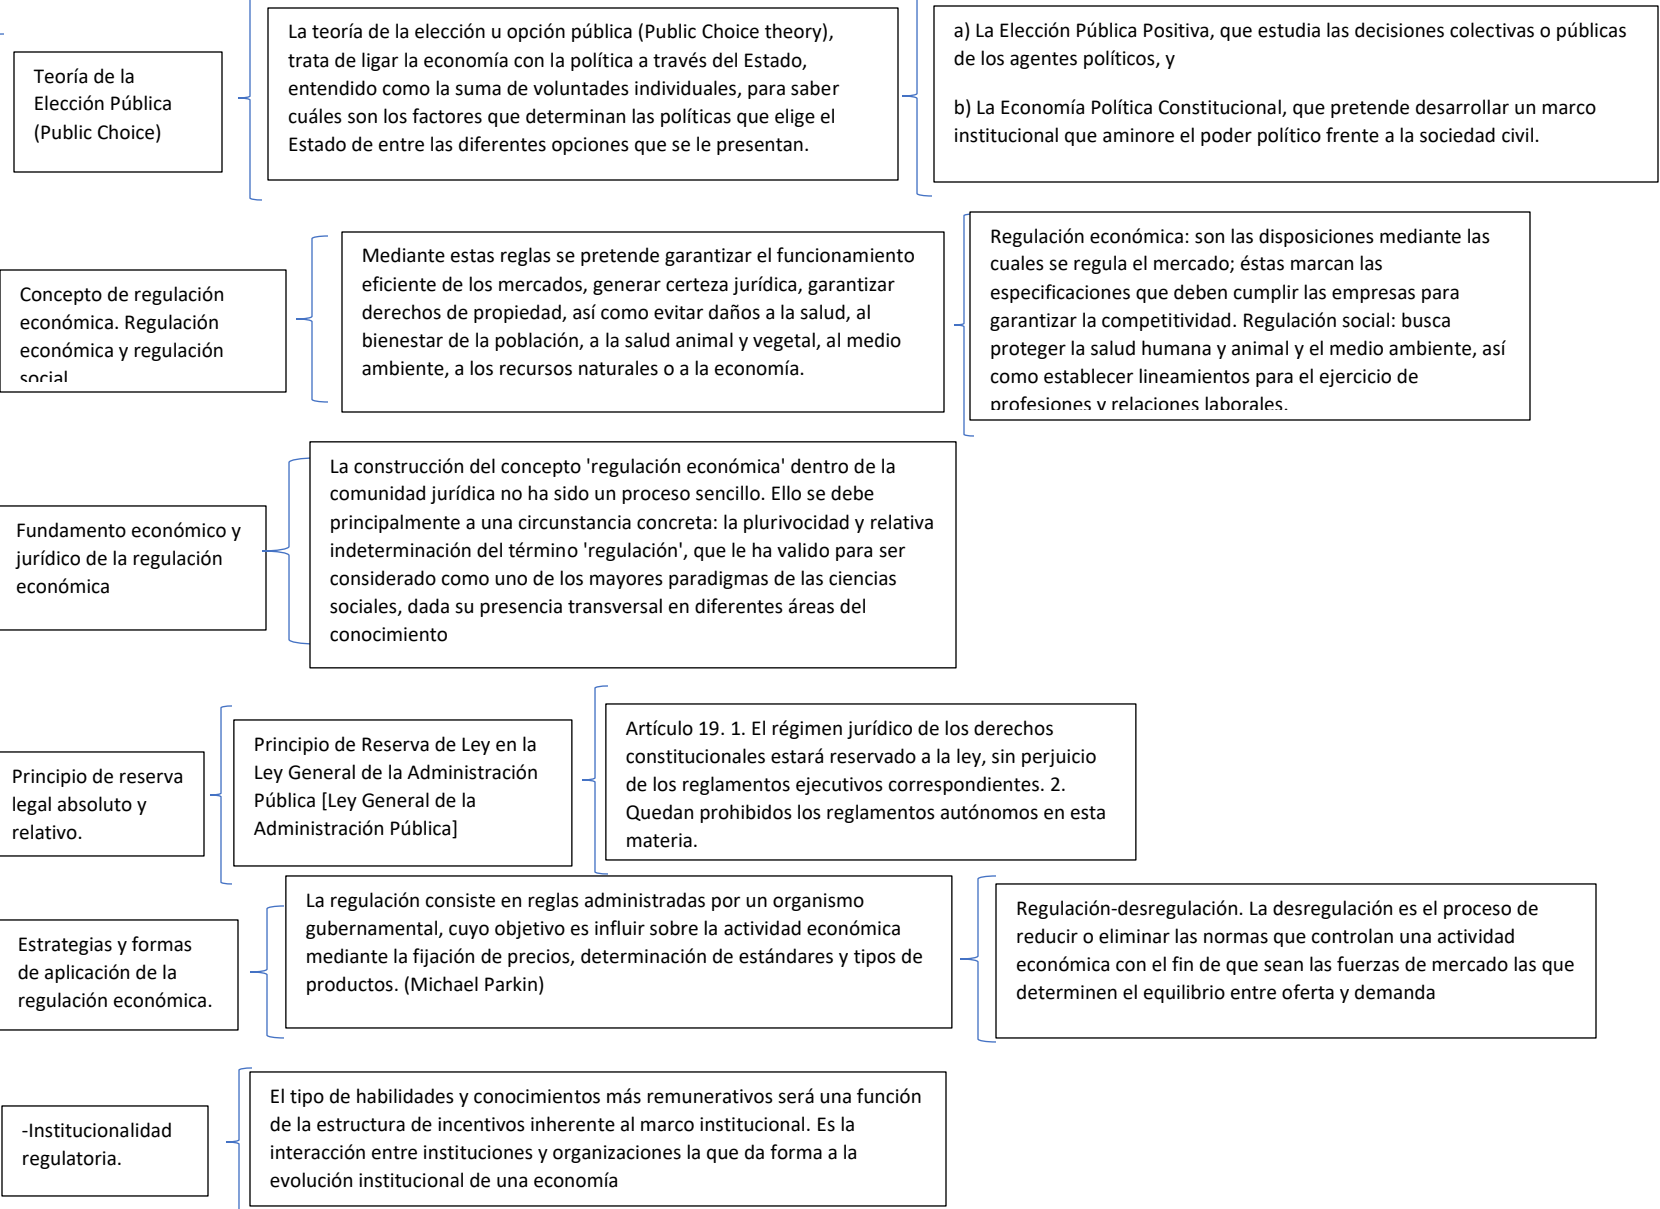 Teoría de la
Elección Pública
(Public Choice)
La teoría de la elección u opción pública (Public Choice theory),
trata de ligar la economía con la política a través del Estado,
entendido como la suma de voluntades individuales, para saber
cuáles son los factores que determinan las políticas que elige el
Estado de entre las diferentes opciones que se le presentan.
a) La Elección Pública Positiva, que estudia las decisiones colectivas o públicas
de los agentes políticos, y
b) La Economía Política Constitucional, que pretende desarrollar un marco
institucional que aminore el poder político frente a la sociedad civil.
Concepto de regulación
económica. Regulación
económica y regulación
social
Mediante estas reglas se pretende garantizar el funcionamiento
eficiente de los mercados, generar certeza jurídica, garantizar
derechos de propiedad, así como evitar daños a la salud, al
bienestar de la población, a la salud animal y vegetal, al medio
ambiente, a los recursos naturales o a la economía.
Regulación económica: son las disposiciones mediante las
cuales se regula el mercado; éstas marcan las
especificaciones que deben cumplir las empresas para
garantizar la competitividad. Regulación social: busca
proteger la salud humana y animal y el medio ambiente, así
como establecer lineamientos para el ejercicio de
profesiones y relaciones laborales.
Fundamento económico y
jurídico de la regulación
económica
La construcción del concepto 'regulación económica' dentro de la
comunidad jurídica no ha sido un proceso sencillo. Ello se debe
principalmente a una circunstancia concreta: la plurivocidad y relativa
indeterminación del término 'regulación', que le ha valido para ser
considerado como uno de los mayores paradigmas de las ciencias
sociales, dada su presencia transversal en diferentes áreas del
conocimiento
Principio de reserva
legal absoluto y
relativo.
Principio de Reserva de Ley en la
Ley General de la Administración
Pública [Ley General de la
Administración Pública]
Artículo 19. 1. El régimen jurídico de los derechos
constitucionales estará reservado a la ley, sin perjuicio
de los reglamentos ejecutivos correspondientes. 2.
Quedan prohibidos los reglamentos autónomos en esta
materia.
Estrategias y formas
de aplicación de la
regulación económica.
La regulación consiste en reglas administradas por un organismo
gubernamental, cuyo objetivo es influir sobre la actividad económica
mediante la fijación de precios, determinación de estándares y tipos de
productos. (Michael Parkin)
Regulación-desregulación. La desregulación es el proceso de
reducir o eliminar las normas que controlan una actividad
económica con el fin de que sean las fuerzas de mercado las que
determinen el equilibrio entre oferta y demanda
-Institucionalidad
regulatoria.
El tipo de habilidades y conocimientos más remunerativos será una función
de la estructura de incentivos inherente al marco institucional. Es la
interacción entre instituciones y organizaciones la que da forma a la
evolución institucional de una economía